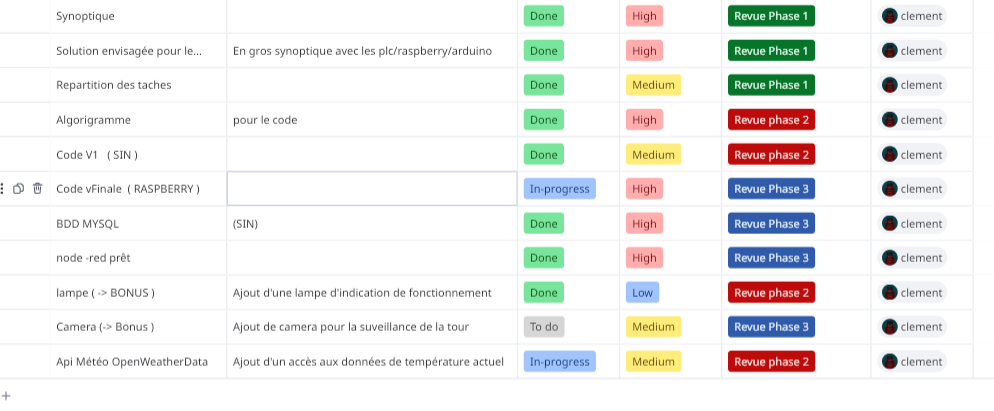 Synoptique Done High Revue Phase 1 clement
Solution envisagée pour le... En gros synoptique avec les plc/raspberry/arduino Done High Revue Phase 1 clement
Repartition des taches Done Medium Revue Phase 1 clement
Algorigramme pour le code Done High Revue phase 2 clement
Code V1 ( SIN ) Done Medium Revue phase 2 clement
Code vFinale ( RASPBERRY ) In-progress High Revue Phase 3 clement
BDD MYSQL (SIN) Done High Revue Phase 3 clement
node -red prêt Done High Revue Phase 3 clement
lampe ( -> BONUS ) Ajout d'une lampe d'indication de fonctionnement Done Low Revue phase 2 clement
Camera (-> Bonus ) Ajout de camera pour la suveillance de la tour To do Medium Revue Phase 3 clement
Api Météo OpenWeatherData Ajout d'un accès aux données de température actuel In-progress Medium Revue phase 2 clement
+